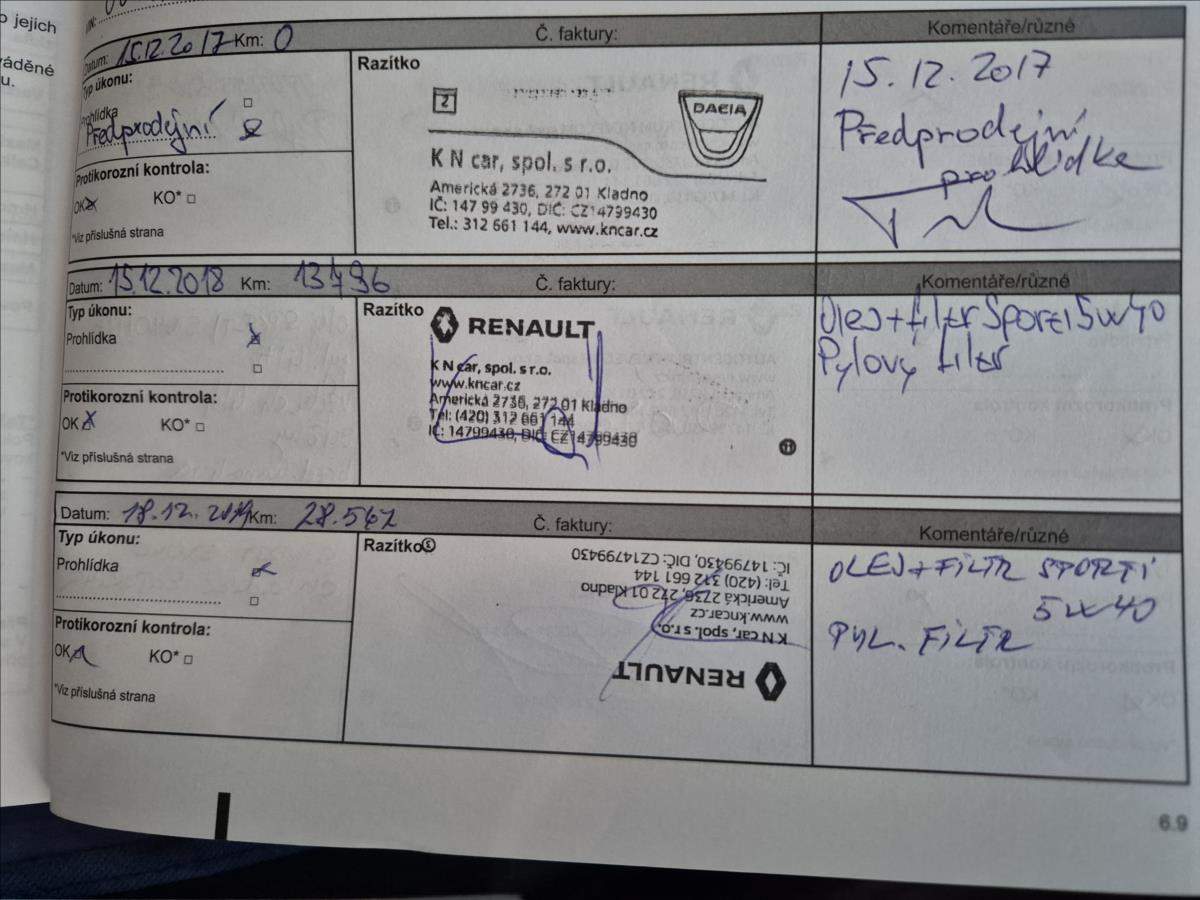 o jejich
váděné
u.
VIN:
Datum: 15.12.2017 Km: 0
Č. faktury:
Komentáře/různé
Typ úkonu:
Prohlídka
Předprodejní
Protikorozní kontrola:
OK KO*
*Viz příslušná strana
Razítko
2
DACIA
K N car, spol. s r.o.
Americká 2736, 272 01 Kladno
IČ: 147 99 430, DIČ: CZ14799430
Tel.: 312 661 144, www.kncar.cz
15.12.2017
Předprodejní
prohlídka
Datum: 15.12.2018 Km: 13796
Č. faktury:
Komentáře/různé
Typ úkonu:
Prohlídka
Protikorozní kontrola:
OK KO*
*Viz příslušná strana
Razítko
RENAULT
K N car, spol. s r.o.
www.kncar.cz
Americká 2736, 272 01 Kladno
Tel: (420) 312 661 144
IČ: 14799430, DIČ: CZ14799430
Olej+filtr Sporti 5w40
Pylový filtr
Datum: 18.12.2019 Km: 28.567
Č. faktury:
Komentáře/různé
Typ úkonu:
Prohlídka
Protikorozní kontrola:
OK KO*
*Viz příslušná strana
Razítko
RENAULT
K N car, spol. s r.o.
www.kncar.cz
Americká 2736, 272 01 Kladno
Tel: (420) 312 661 144
IČ: 14799430, DIČ: CZ14799430
OLEJ+FILTR SPORTI
5W40
PYL. FILTR
6.9